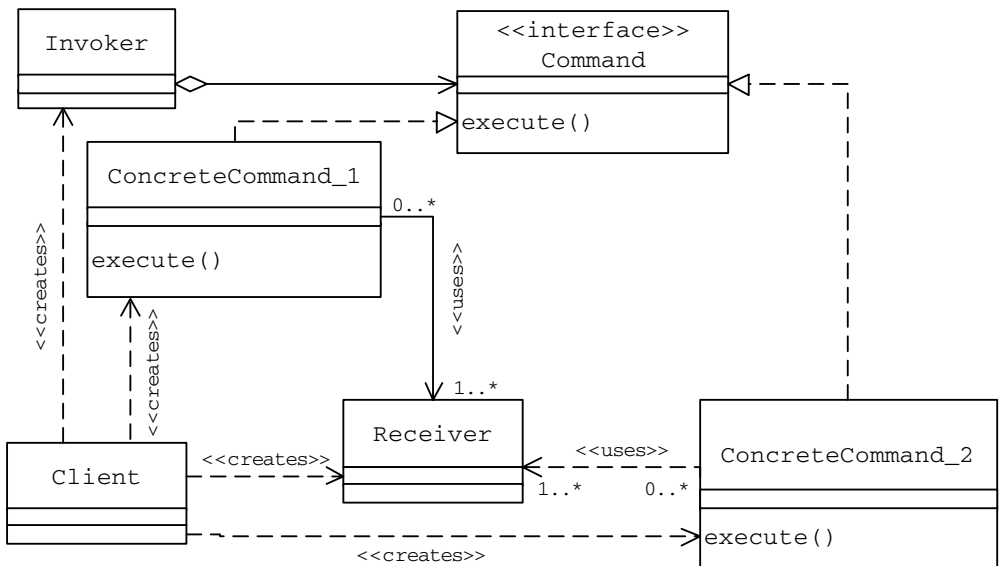 Invoker
<<interface>>
Command
execute()
ConcreteCommand_1
execute()
0..*
<<uses>>
1..*
<<creates>>
<<creates>>
Client
<<creates>>
Receiver
<<uses>>
1..*
0..*
ConcreteCommand_2
execute()
<<creates>>